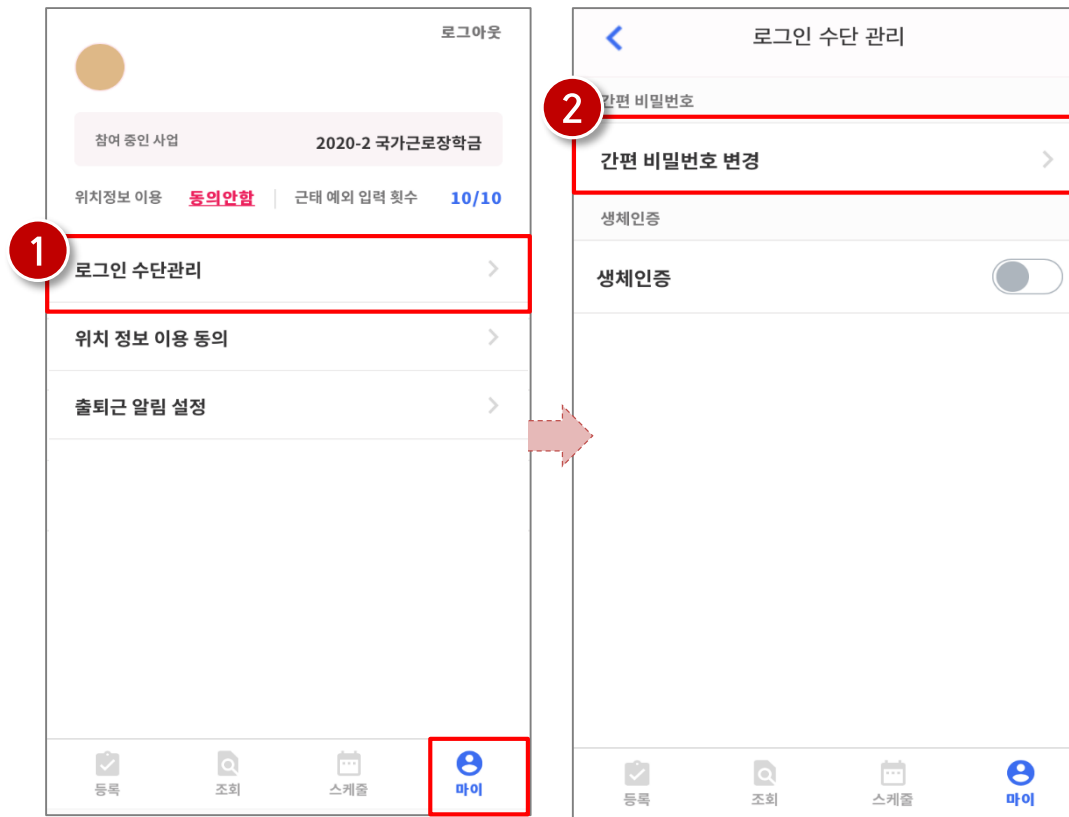 로그아웃
참여 중인 사업 2020-2 국가근로장학금
위치정보 이용 동의안함 근태 예외 입력 횟수 10/10
1
로그인 수단관리
위치 정보 이용 동의
출퇴근 알림 설정
등록 조회 스케줄 마이
로그인 수단 관리
2
간편 비밀번호
간편 비밀번호 변경
생체인증
생체인증
등록 조회 스케줄 마이